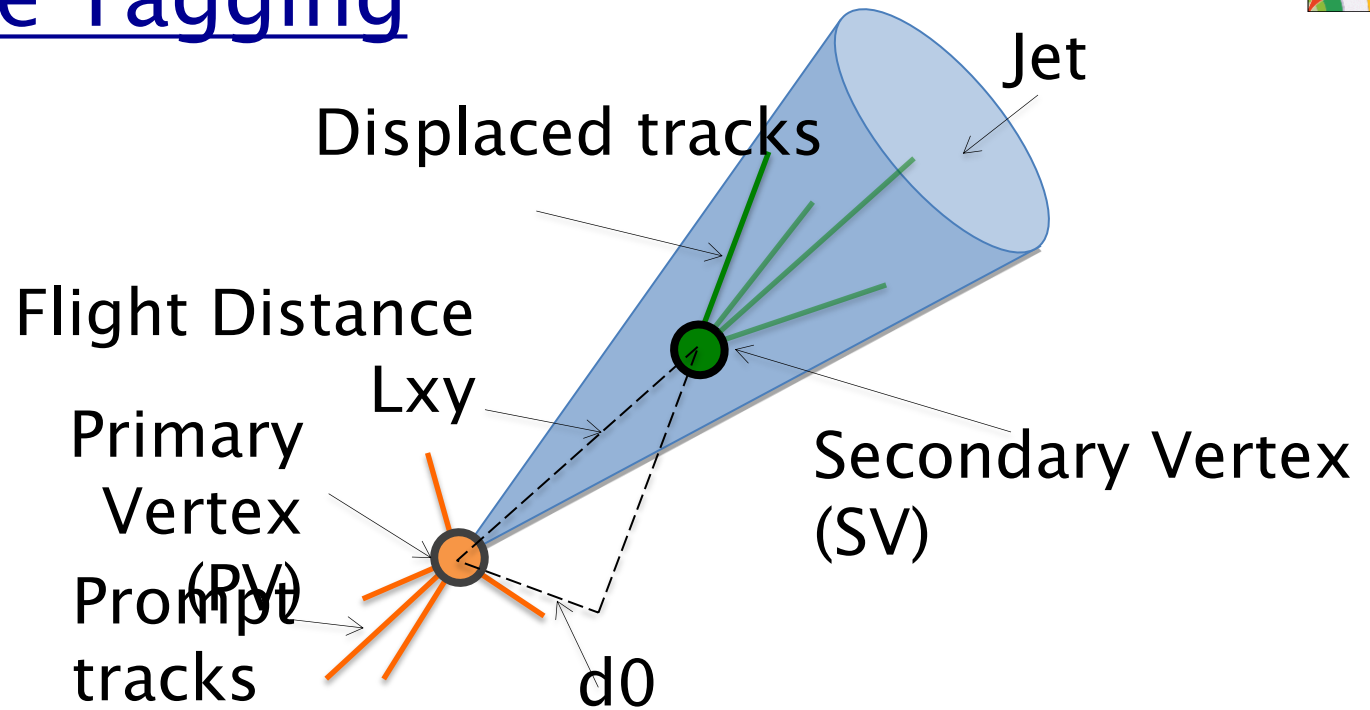 e Tagging
Jet
Displaced tracks
Flight Distance
Lxy
Primary
Vertex
(PV)
Prompt
tracks
Secondary Vertex
(SV)
d0